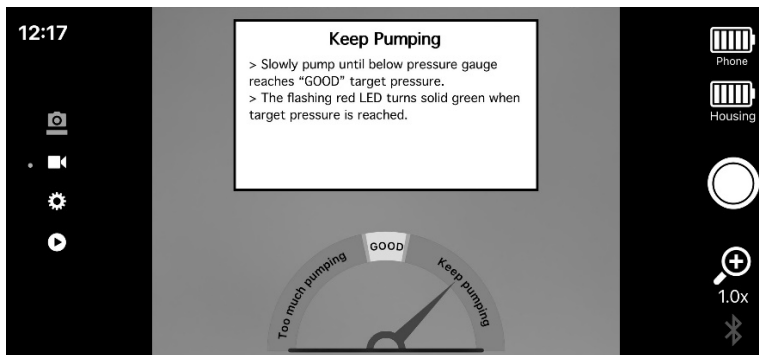 12:17
Keep Pumping
> Slowly pump until below pressure gauge
reaches “GOOD” target pressure.
> The flashing red LED turns solid green when
target pressure is reached.
Too much pumping
GOOD
Keep pumping
Phone
Housing
1.0x